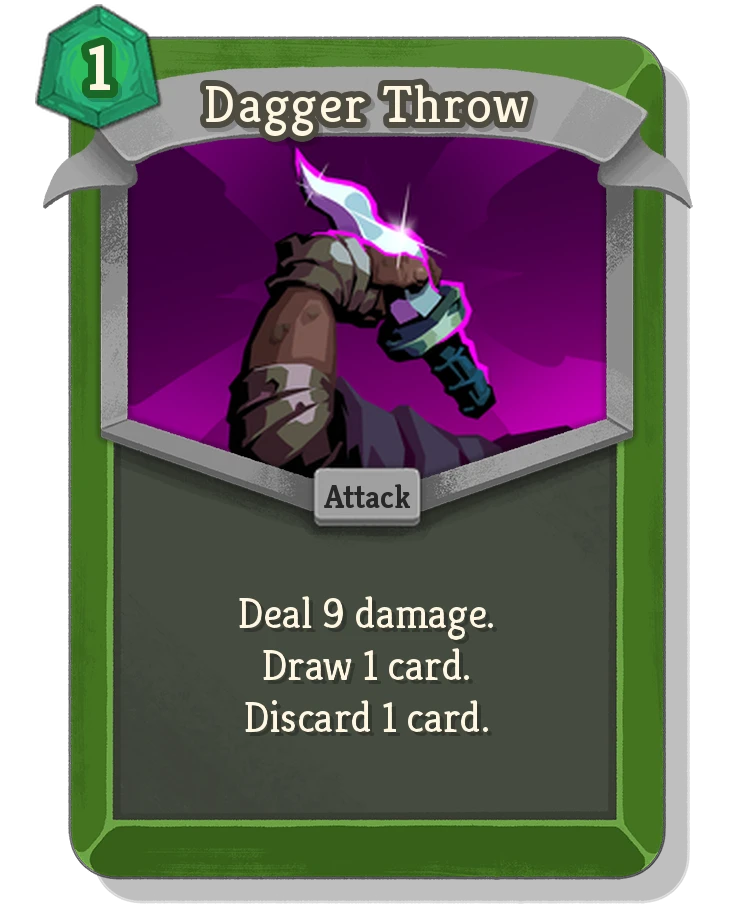 1
Dagger Throw
Attack
Deal 9 damage.
Draw 1 card.
Discard 1 card.